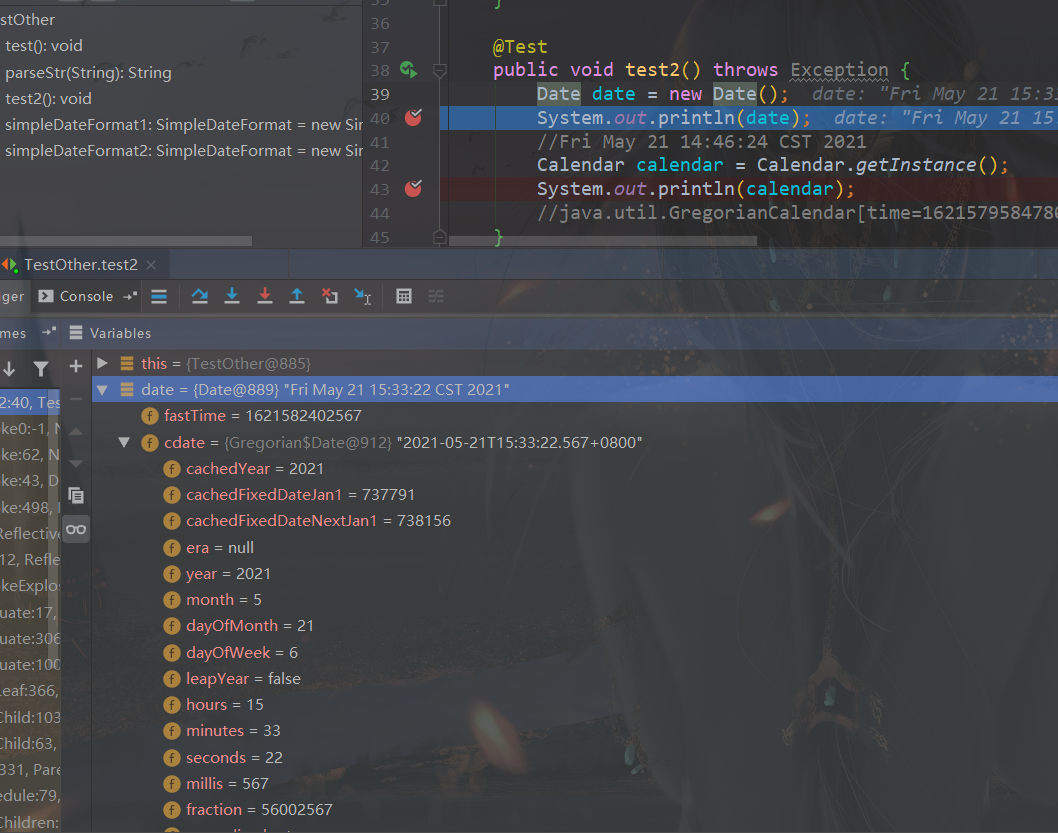 stOther
test(): void
parseStr(String): String
test2(): void
simpleDateFormat1: SimpleDateFormat = new Sir
simpleDateFormat2: SimpleDateFormat = new Sir
35 }
36
37 @Test
38 public void test2() throws Exception {
39 Date date = new Date(); date: "Fri May 21 15:33
40 System.out.println(date); date: "Fri May 21 15
41 //Fri May 21 14:46:24 CST 2021
42 Calendar calendar = Calendar.getInstance();
43 System.out.println(calendar);
44 //java.util.GregorianCalendar[time=1621579584786
45 }
TestOther.test2
ger Console
mes Variables
this = {TestOther@885}
date = {Date@889} "Fri May 21 15:33:22 CST 2021"
fastTime = 1621582402567
cdate = {Gregorian$Date@912} "2021-05-21T15:33:22.567+0800"
cachedYear = 2021
cachedFixedDateJan1 = 737791
cachedFixedDateNextJan1 = 738156
era = null
year = 2021
month = 5
dayOfMonth = 21
dayOfWeek = 6
leapYear = false
hours = 15
minutes = 33
seconds = 22
millis = 567
fraction = 56002567
2:40, Tes
ke0:-1, N
ke:62, N
ke:43, D
ke:498,
Reflective
12, Refle
keExplo
uate:17,
uate:306
uate:100
Leaf:366,
Child:103
Child:63,
331, Pare
edule:79,
Children: